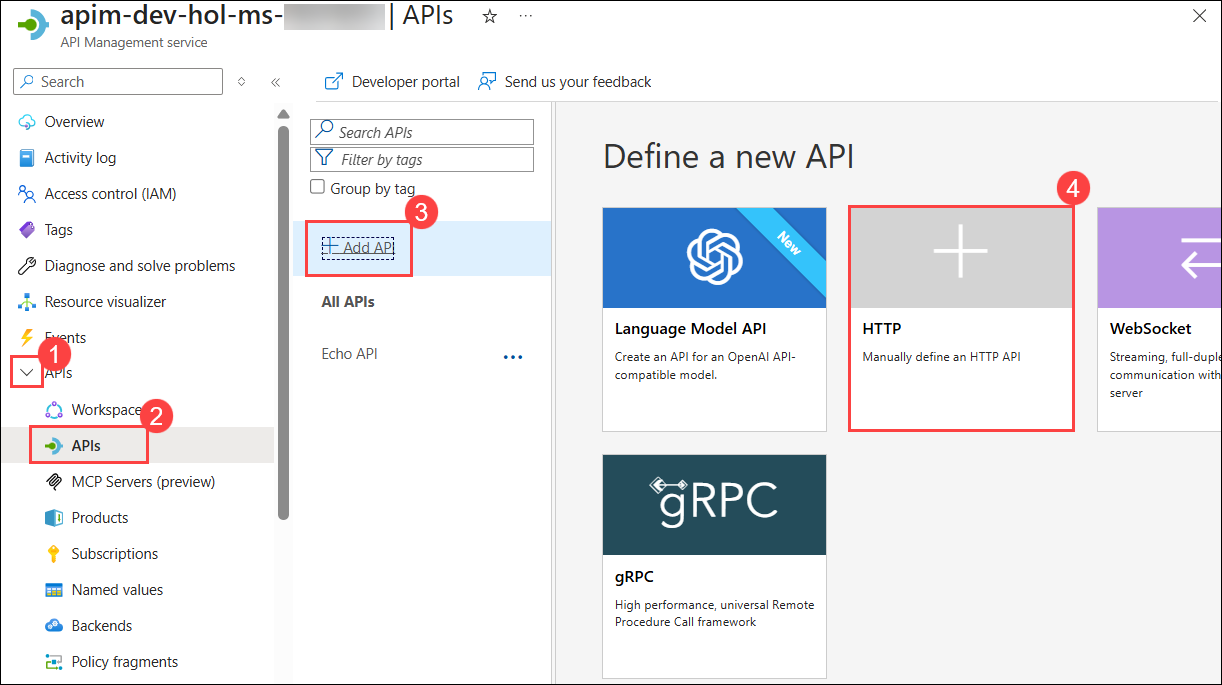 apim-dev-hol-ms- | APIs
API Management service
Search
Developer portal
Send us your feedback
Overview
Activity log
Access control (IAM)
Tags
Diagnose and solve problems
Resource visualizer
Events
1
APIs
Workspace
2
APIs
MCP Servers (preview)
Products
Subscriptions
Named values
Backends
Policy fragments
Search APIs
Filter by tags
Group by tag
3
+ Add API
All APIs
Echo API
Define a new API
4
New
Language Model API
Create an API for an OpenAI API-
compatible model.
HTTP
Manually define an HTTP API
WebSocket
Streaming, full-duple
communication with
server
gRPC
gRPC
High performance, universal Remote
Procedure Call framework